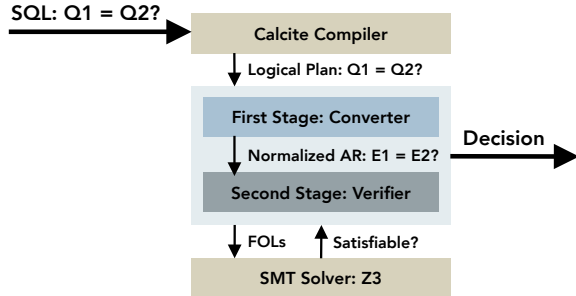 SQL: Q1 = Q2?
Calcite Compiler
Logical Plan: Q1 = Q2?
First Stage: Converter
Normalized AR: E1 = E2?
Decision
Second Stage: Verifier
FOLs
Satisfiable?
SMT Solver: Z3